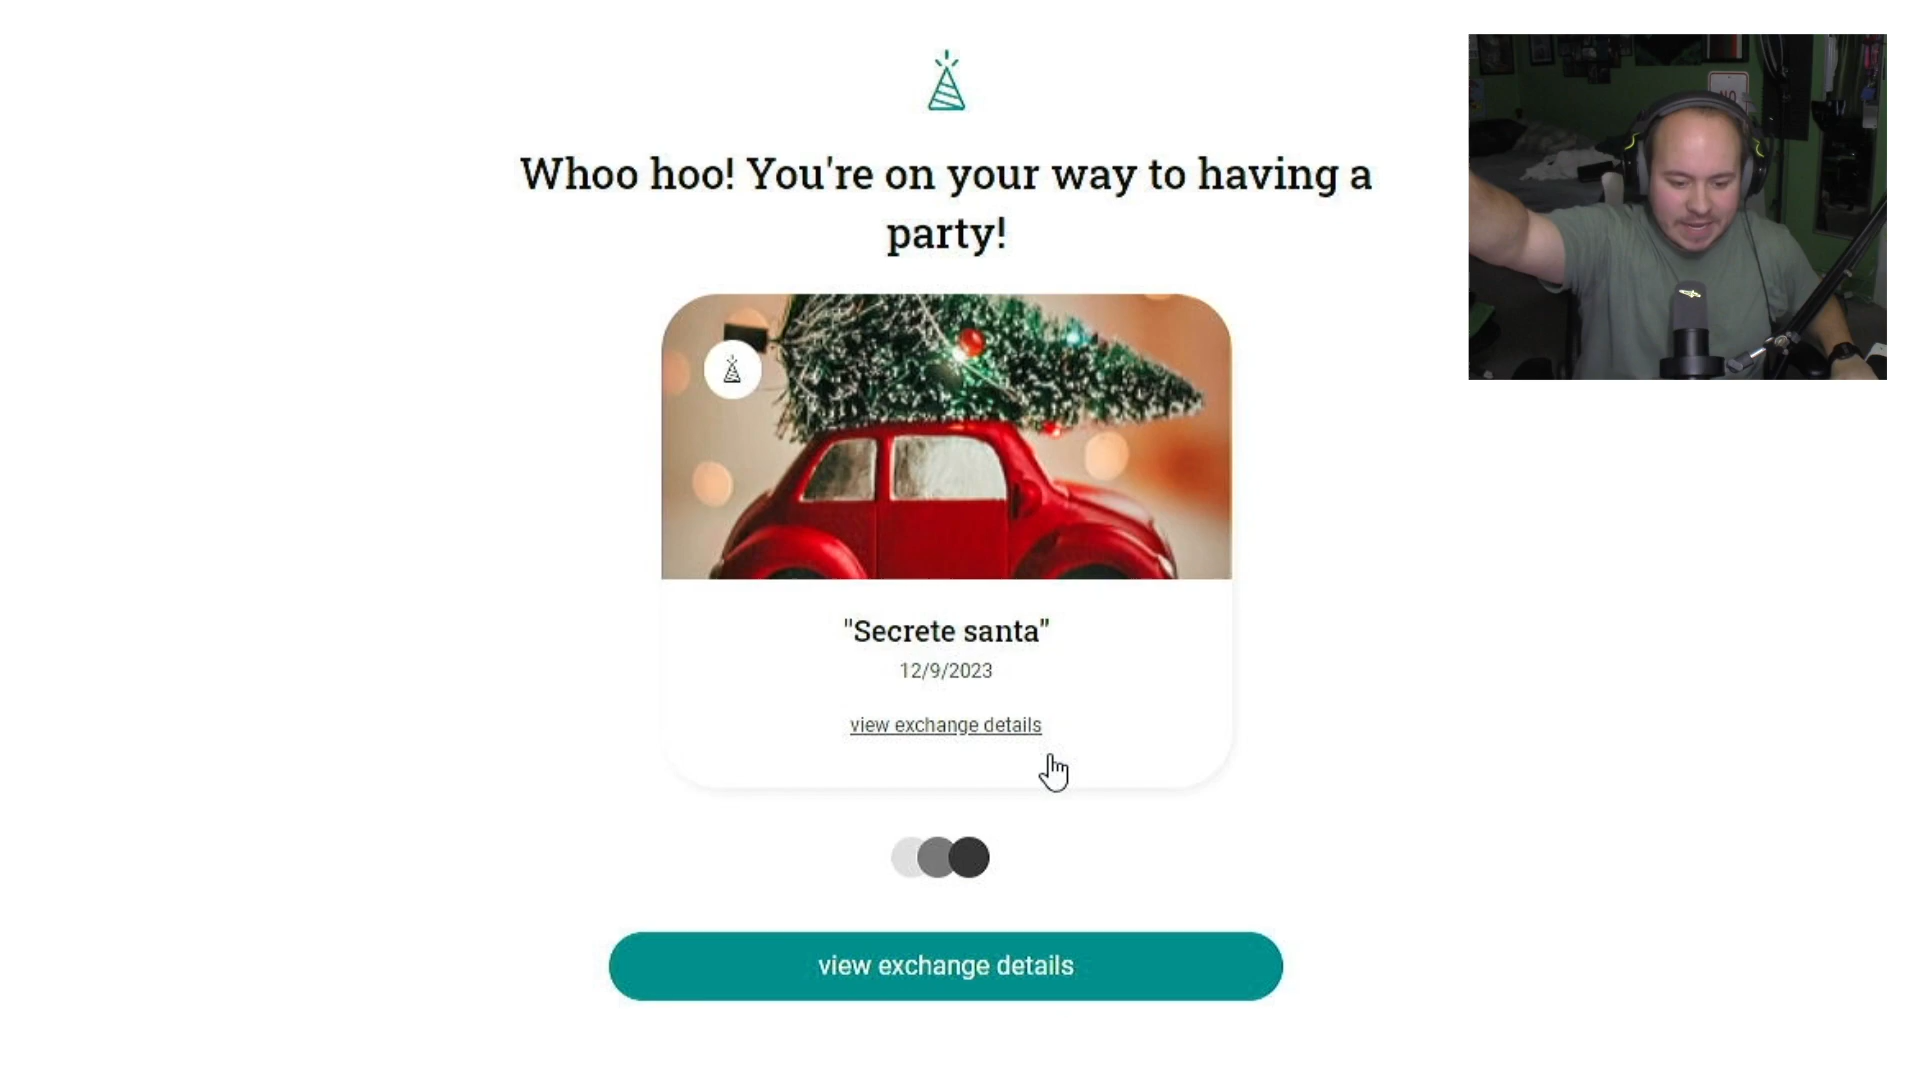 Whoo hoo! You're on your way to having a
party!
NO
"Secrete santa"
12/9/2023
view exchange details
view exchange details